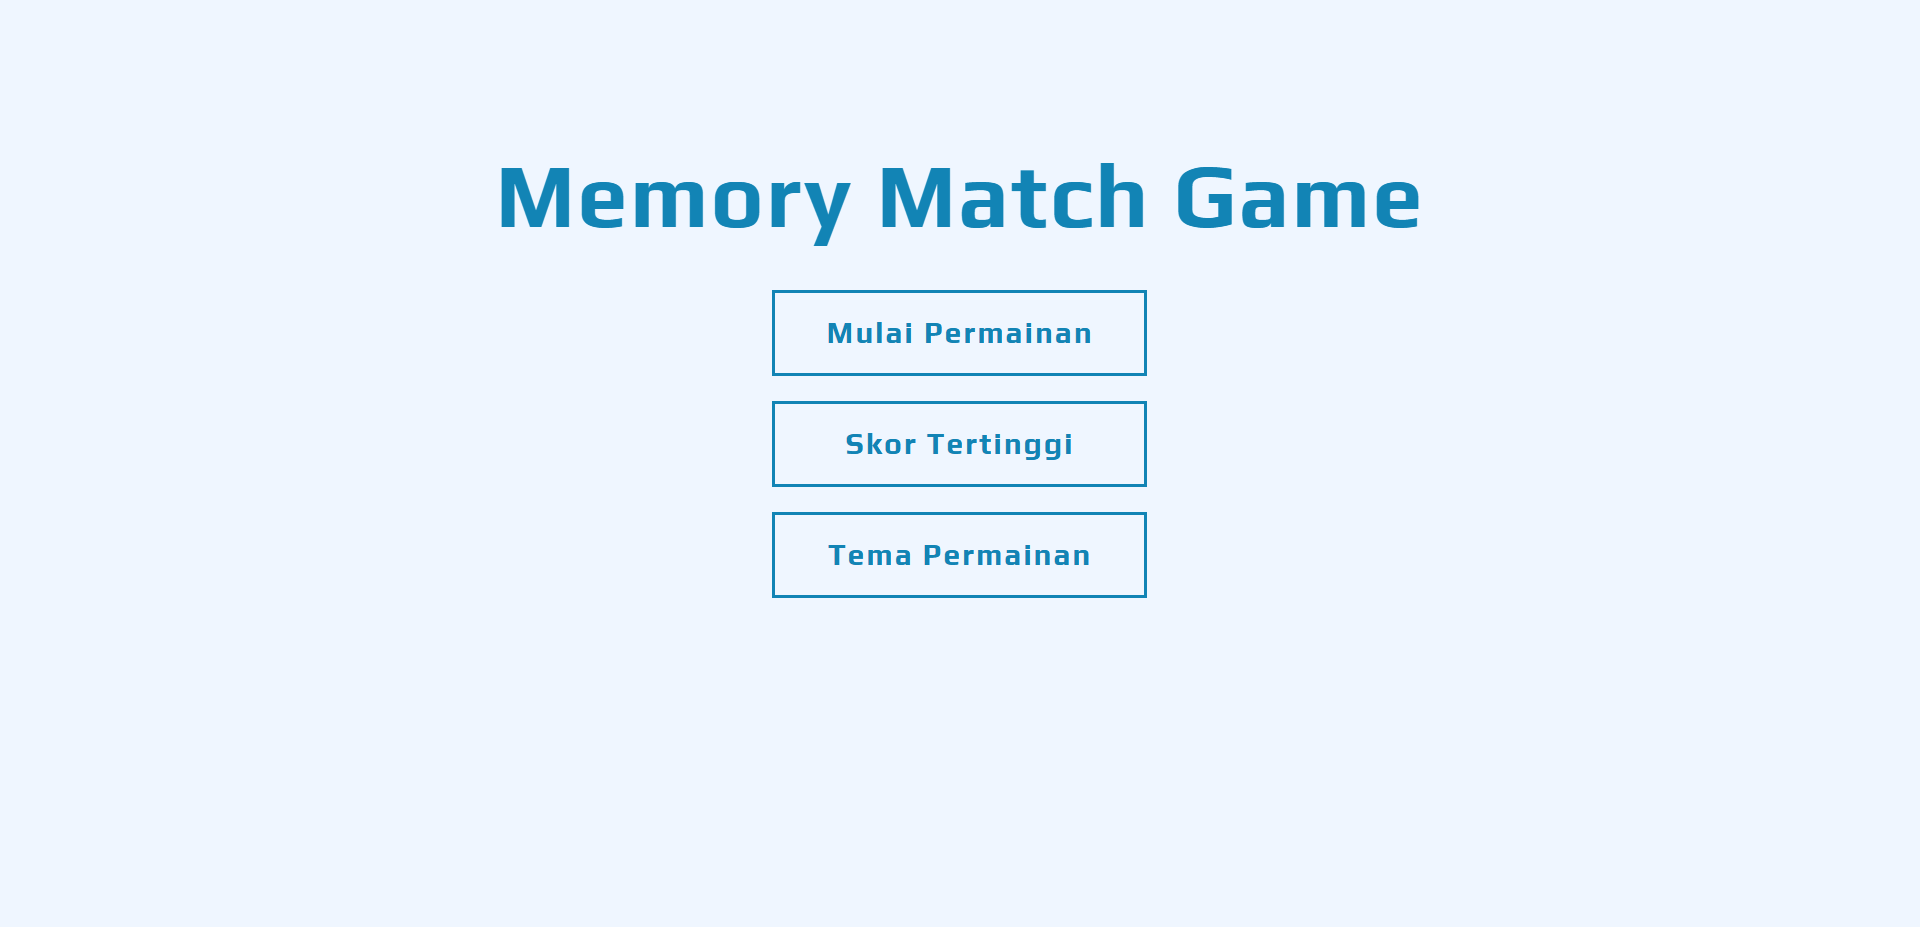 Memory Match Game
Mulai Permainan
Skor Tertinggi
Tema Permainan